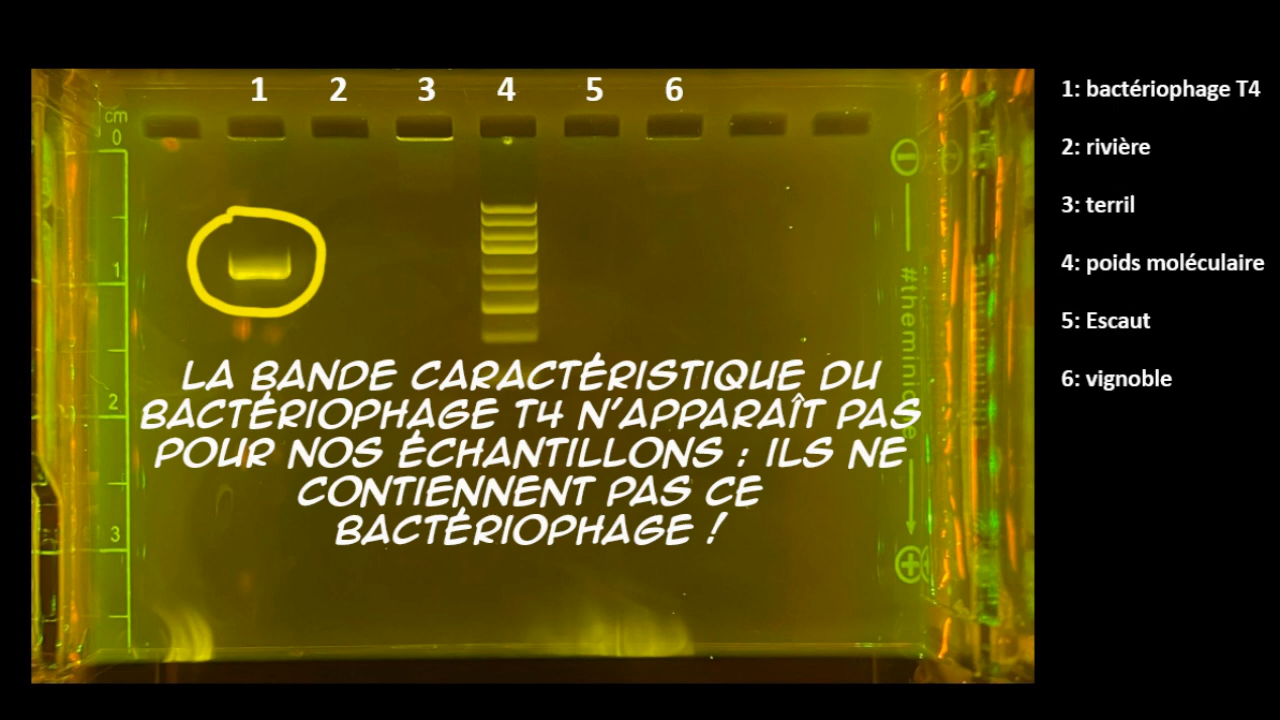 1 2 3 4 5 6
cm
0
1
2
3
#theminione
LA BANDE CARACTÉRISTIQUE DU
BACTÉRIOPHAGE T4 N'APPARAÎT PAS
POUR NOS ÉCHANTILLONS : ILS NE
CONTIENNENT PAS CE
BACTÉRIOPHAGE !
1: bactériophage T4
2: rivière
3: terril
4: poids moléculaire
5: Escaut
6: vignoble